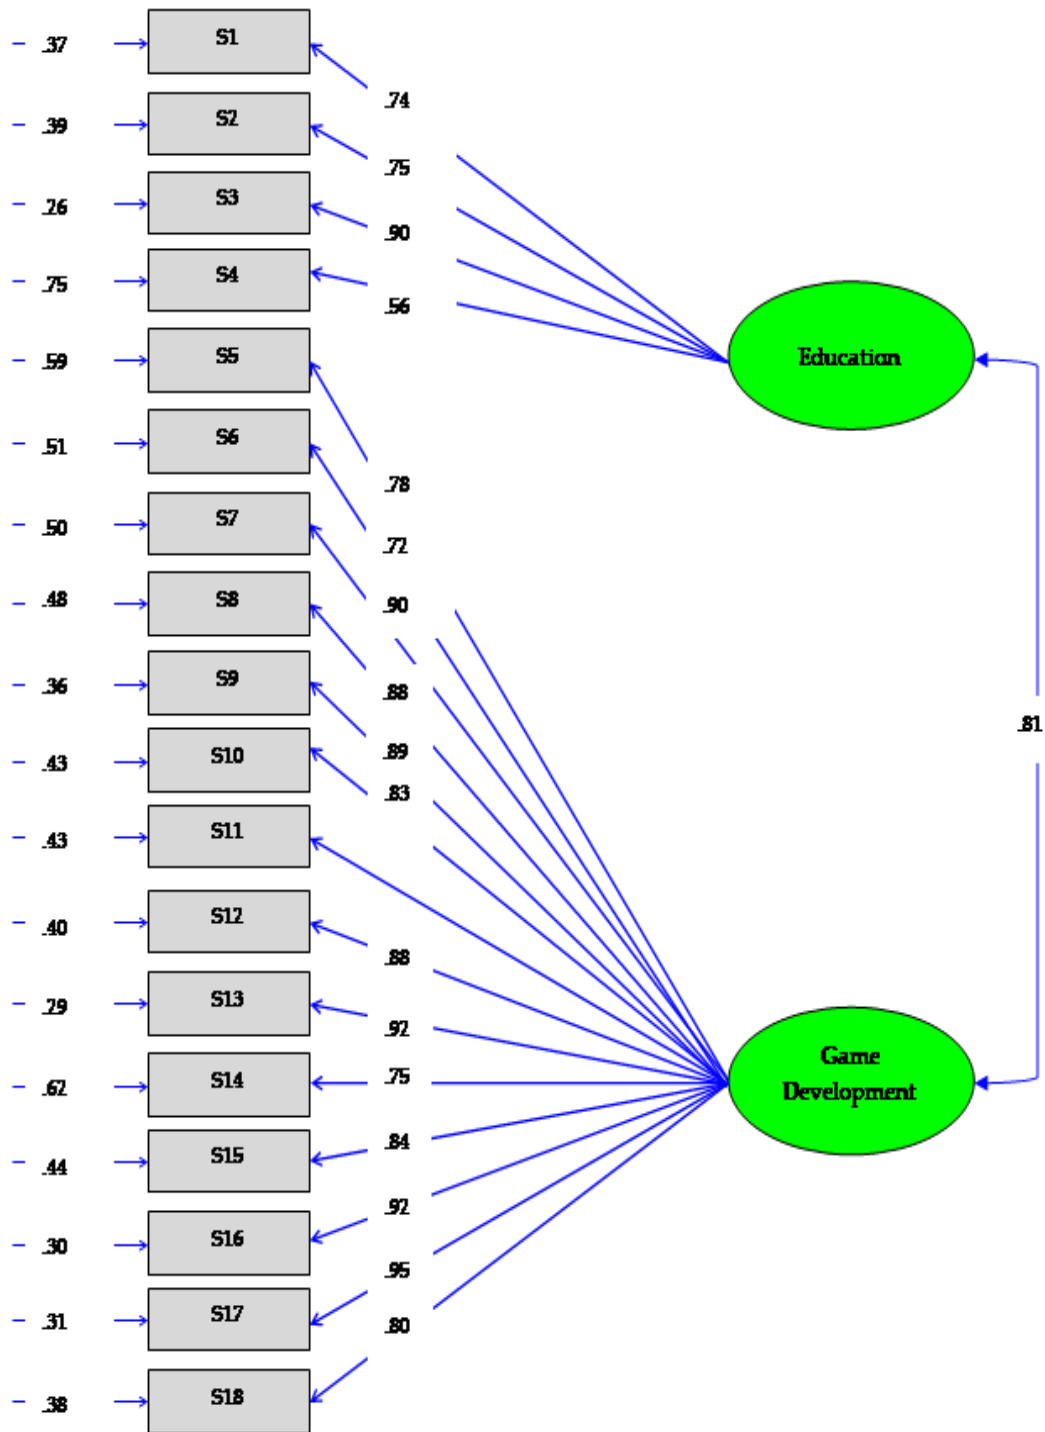 .37
S1
.74
.39
S2
.75
.26
S3
.90
.75
S4
.56
.59
S5
Education
.51
S6
.78
.50
S7
.72
.48
S8
.90
.36
S9
.88
.81
.43
S10
.89
.83
.43
S11
.40
S12
.88
.29
S13
.92
.62
S14
.75
Game
Development
.44
S15
.84
.30
S16
.92
.31
S17
.95
.80
.38
S18